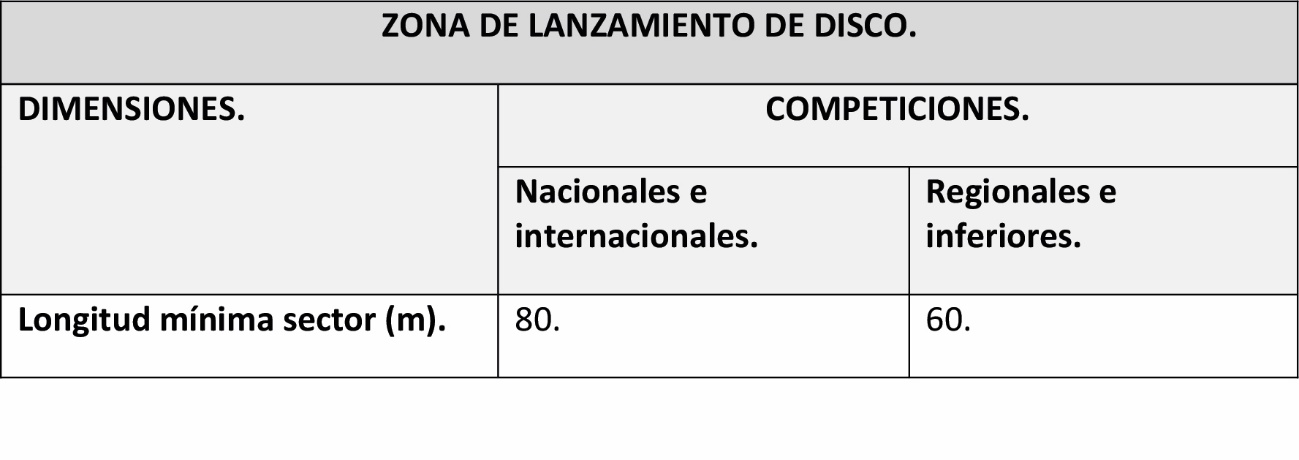 ZONA DE LANZAMIENTO DE DISCO.
DIMENSIONES.
COMPETICIONES.
Nacionales e
internacionales.
Regionales e
inferiores.
Longitud mínima sector (m).
80.
60.